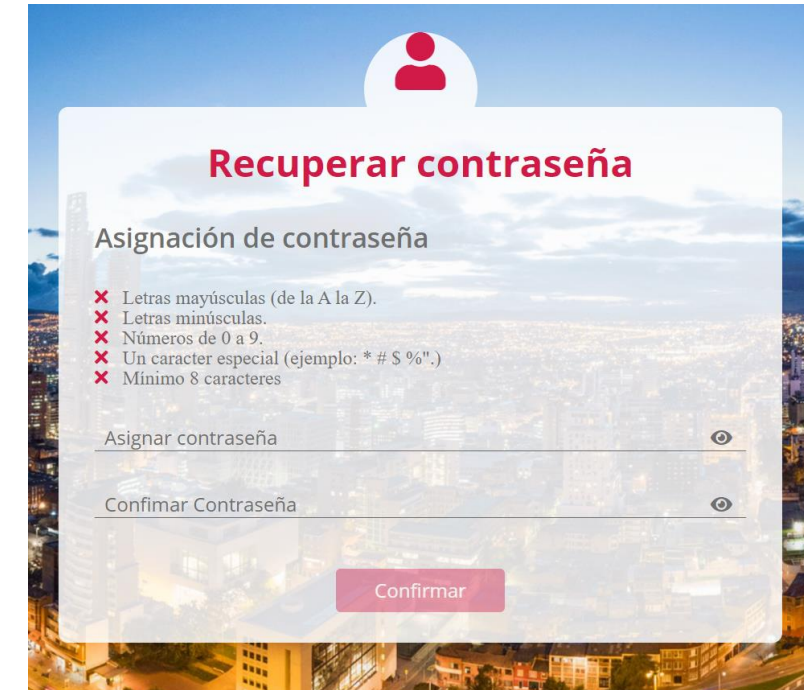 Recuperar contraseña
Asignación de contraseña
Letras mayúsculas (de la A la Z).
Letras minúsculas.
Números de 0 a 9.
Un caracter especial (ejemplo: * # $ %".)
Mínimo 8 caracteres
Asignar contraseña
Confimar Contraseña
Confirmar